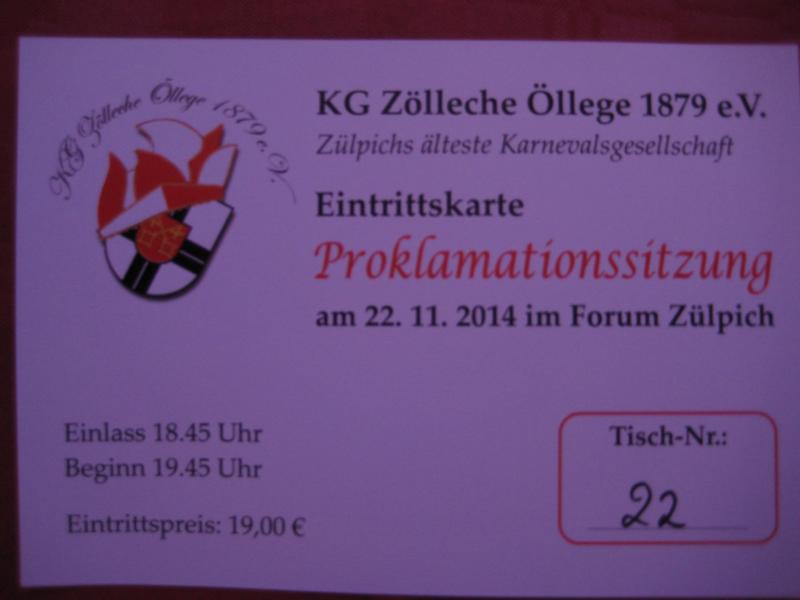 KG Zölleche Öllege 1879 e.V.
KG Zölleche Öllege 1879 e.V.
Zülpichs älteste Karnevalsgesellschaft
Eintrittskarte
Proklamationssitzung
am 22. 11. 2014 im Forum Zülpich
Einlass 18.45 Uhr
Beginn 19.45 Uhr
Eintrittspreis: 19,00 €
Tisch-Nr.:
22